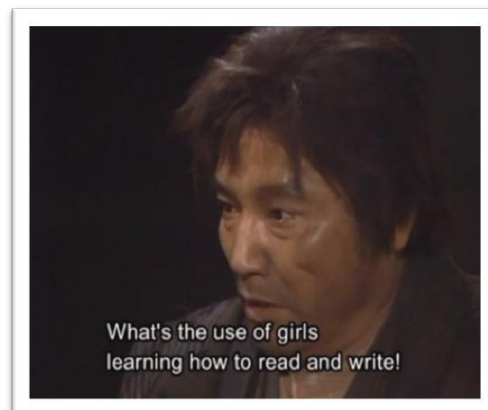 What's the use of girls
learning how to read and write!